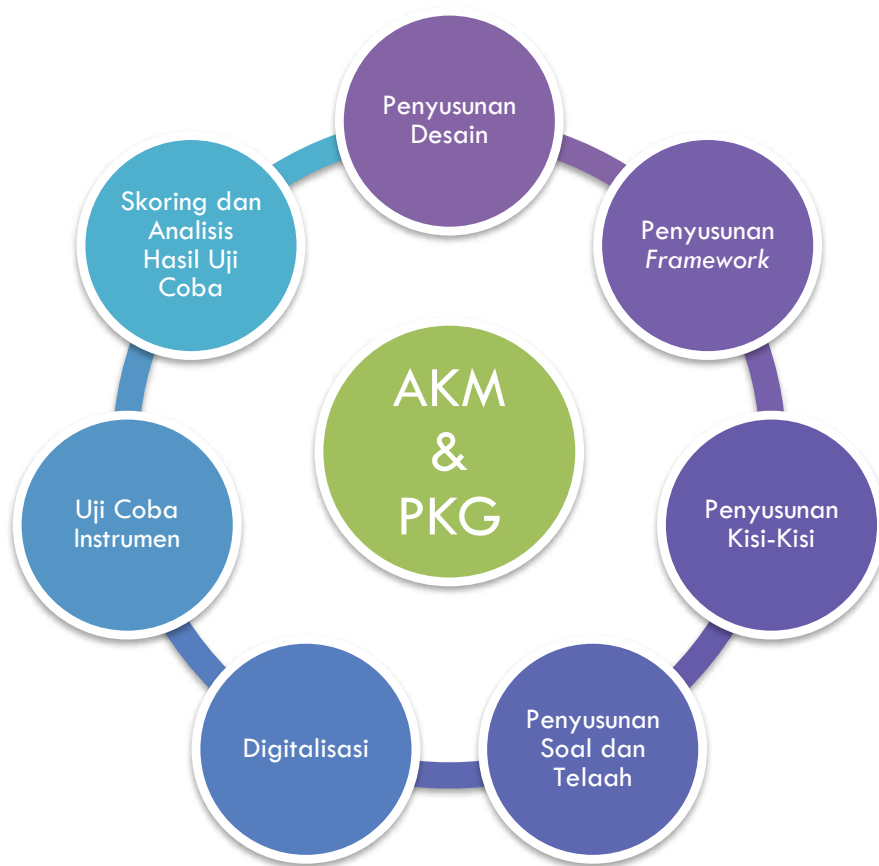 Penyusunan
Desain
Penyusunan
Framework
Penyusunan
Kisi-Kisi
Penyusunan
Soal dan
Telaah
Digitalisasi
Uji Coba
Instrumen
Skoring dan
Analisis
Hasil Uji
Coba
AKM
&
PKG